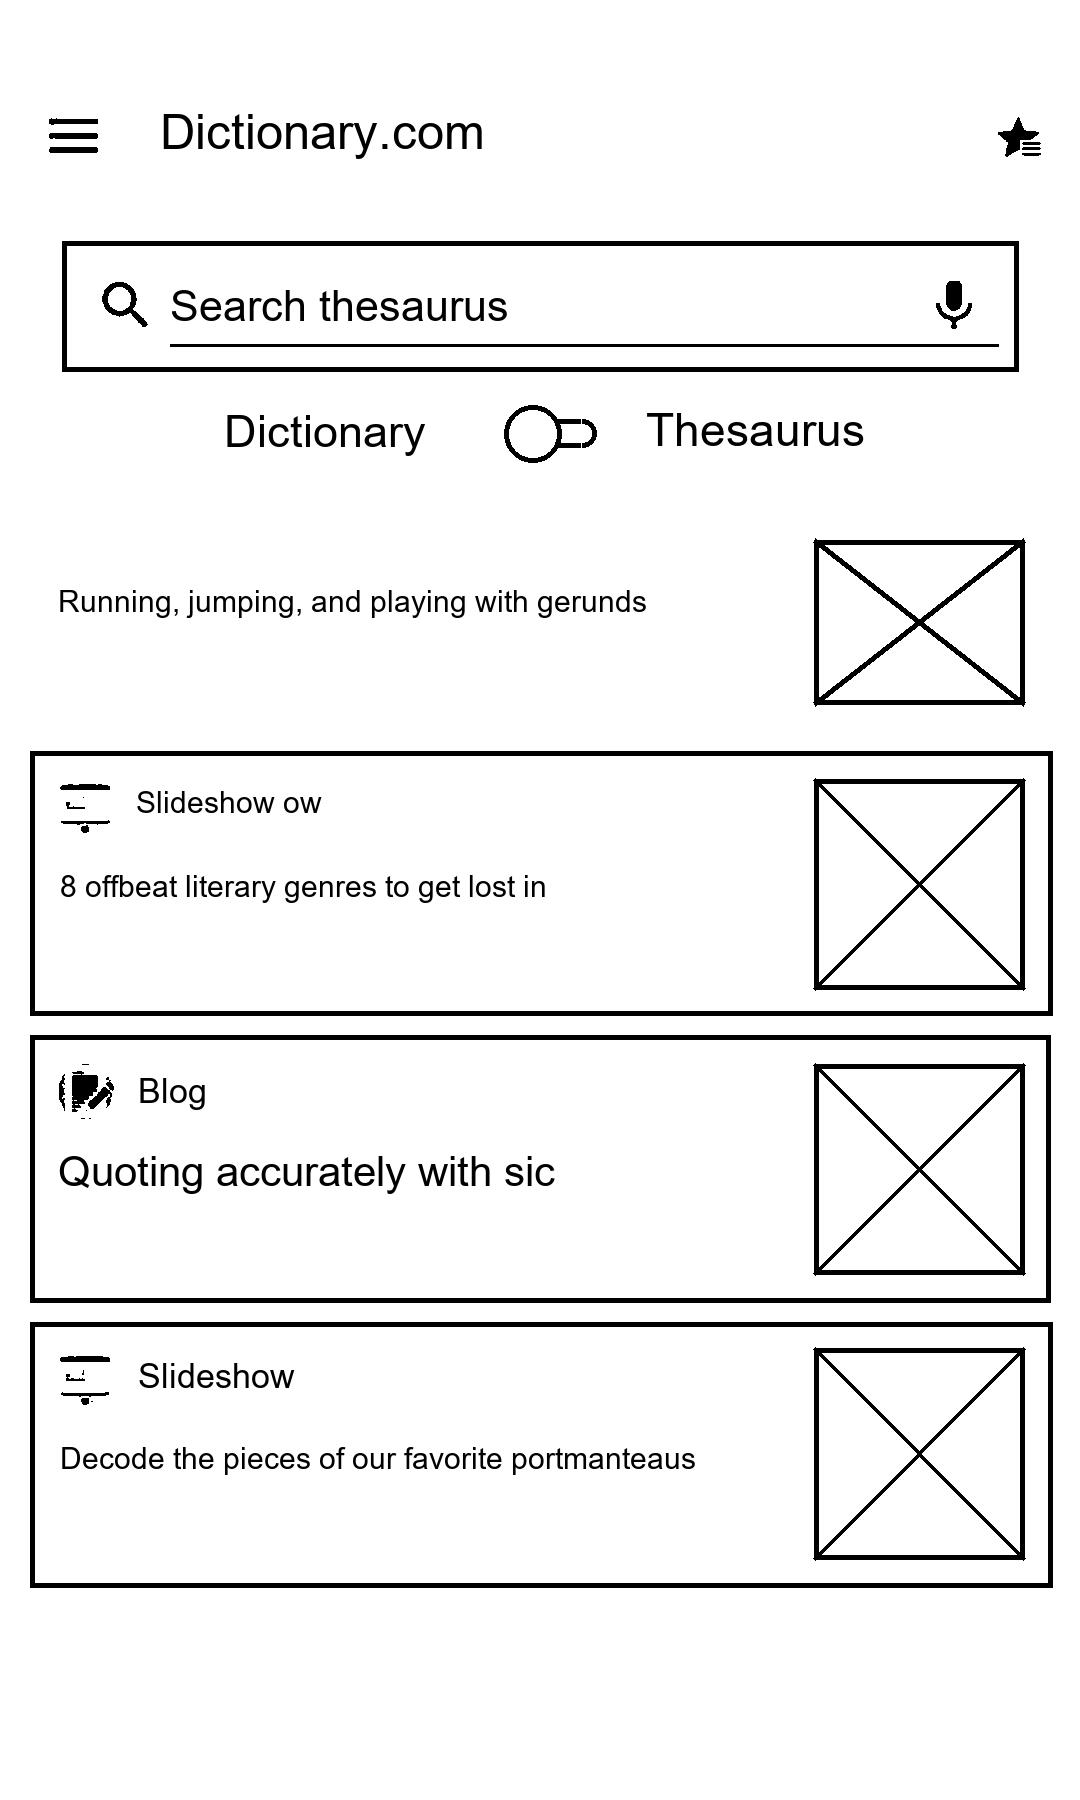 Dictionary.com
Search thesaurus
Dictionary Thesaurus
Running, jumping, and playing with gerunds
Slideshow ow
8 offbeat literary genres to get lost in
Blog
Quoting accurately with sic
Slideshow
Decode the pieces of our favorite portmanteaus